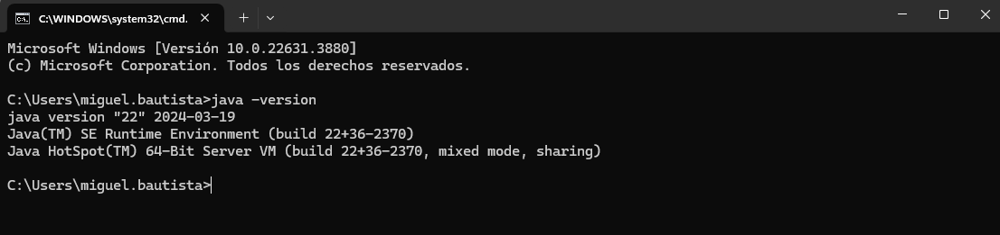 C:\WINDOWS\system32\cmd.
Microsoft Windows [Versión 10.0.22631.3880]
(c) Microsoft Corporation. Todos los derechos reservados.
C:\Users\miguel.bautista>java -version
java version "22" 2024-03-19
Java(TM) SE Runtime Environment (build 22+36-2370)
Java HotSpot(TM) 64-Bit Server VM (build 22+36-2370, mixed mode, sharing)
C:\Users\miguel.bautista>